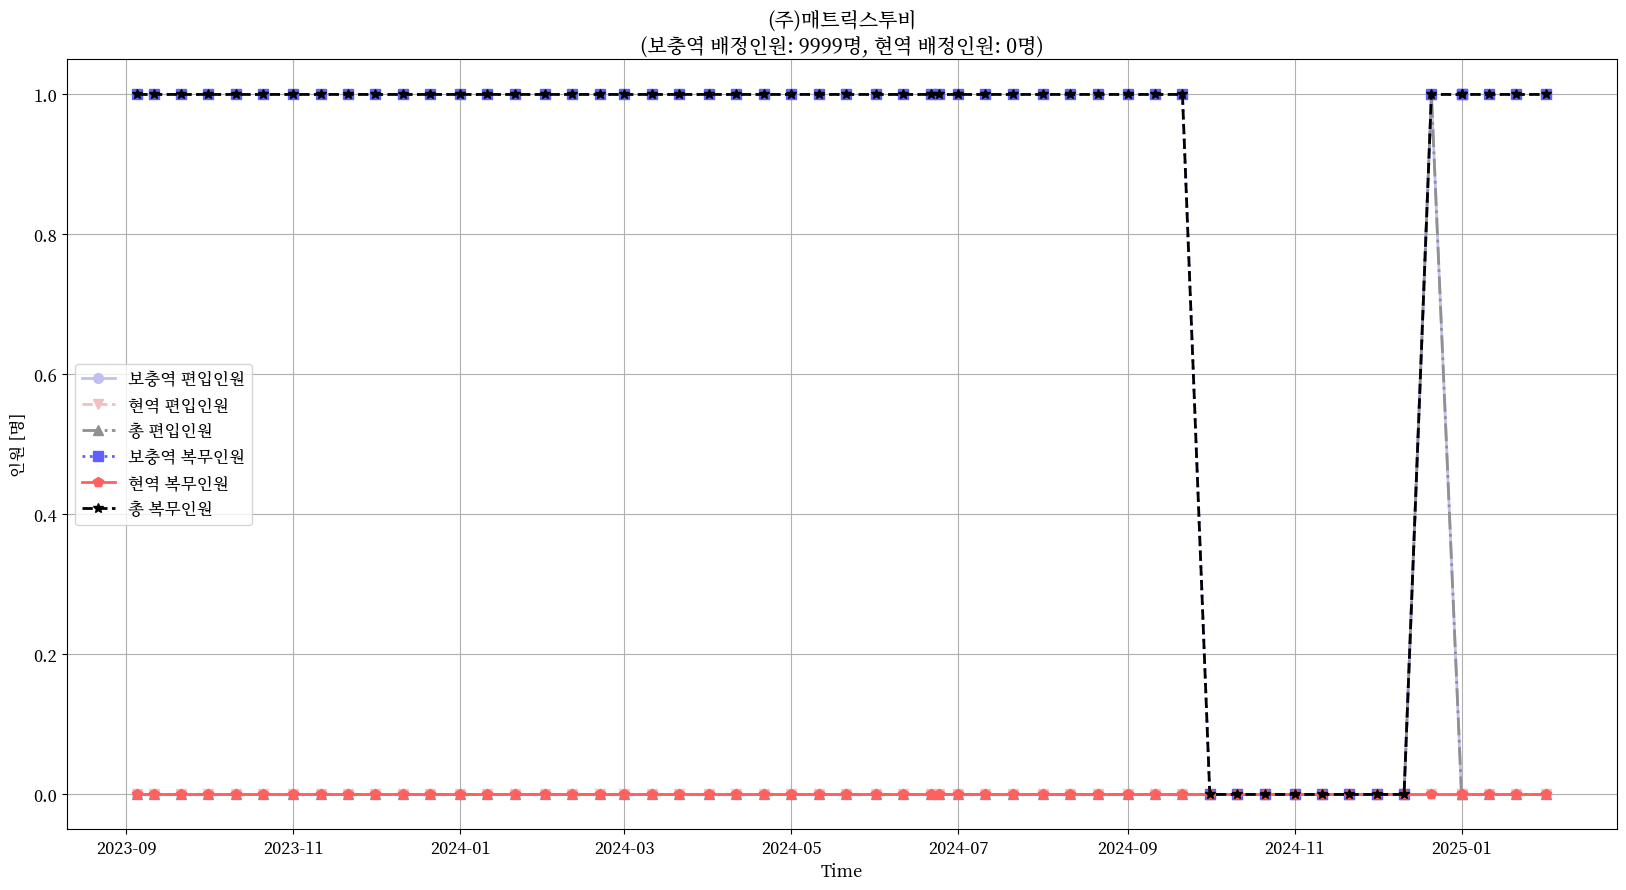 (주)매트릭스투비
(보충역 배정인원: 9999명, 현역 배정인원: 0명)
인원 [명]
1.0
0.8
0.6
0.4
0.2
0.0
보충역 편입인원
현역 편입인원
총 편입인원
보충역 복무인원
현역 복무인원
총 복무인원
2023-09
2023-11
2024-01
2024-03
2024-05
2024-07
2024-09
2024-11
2025-01
Time